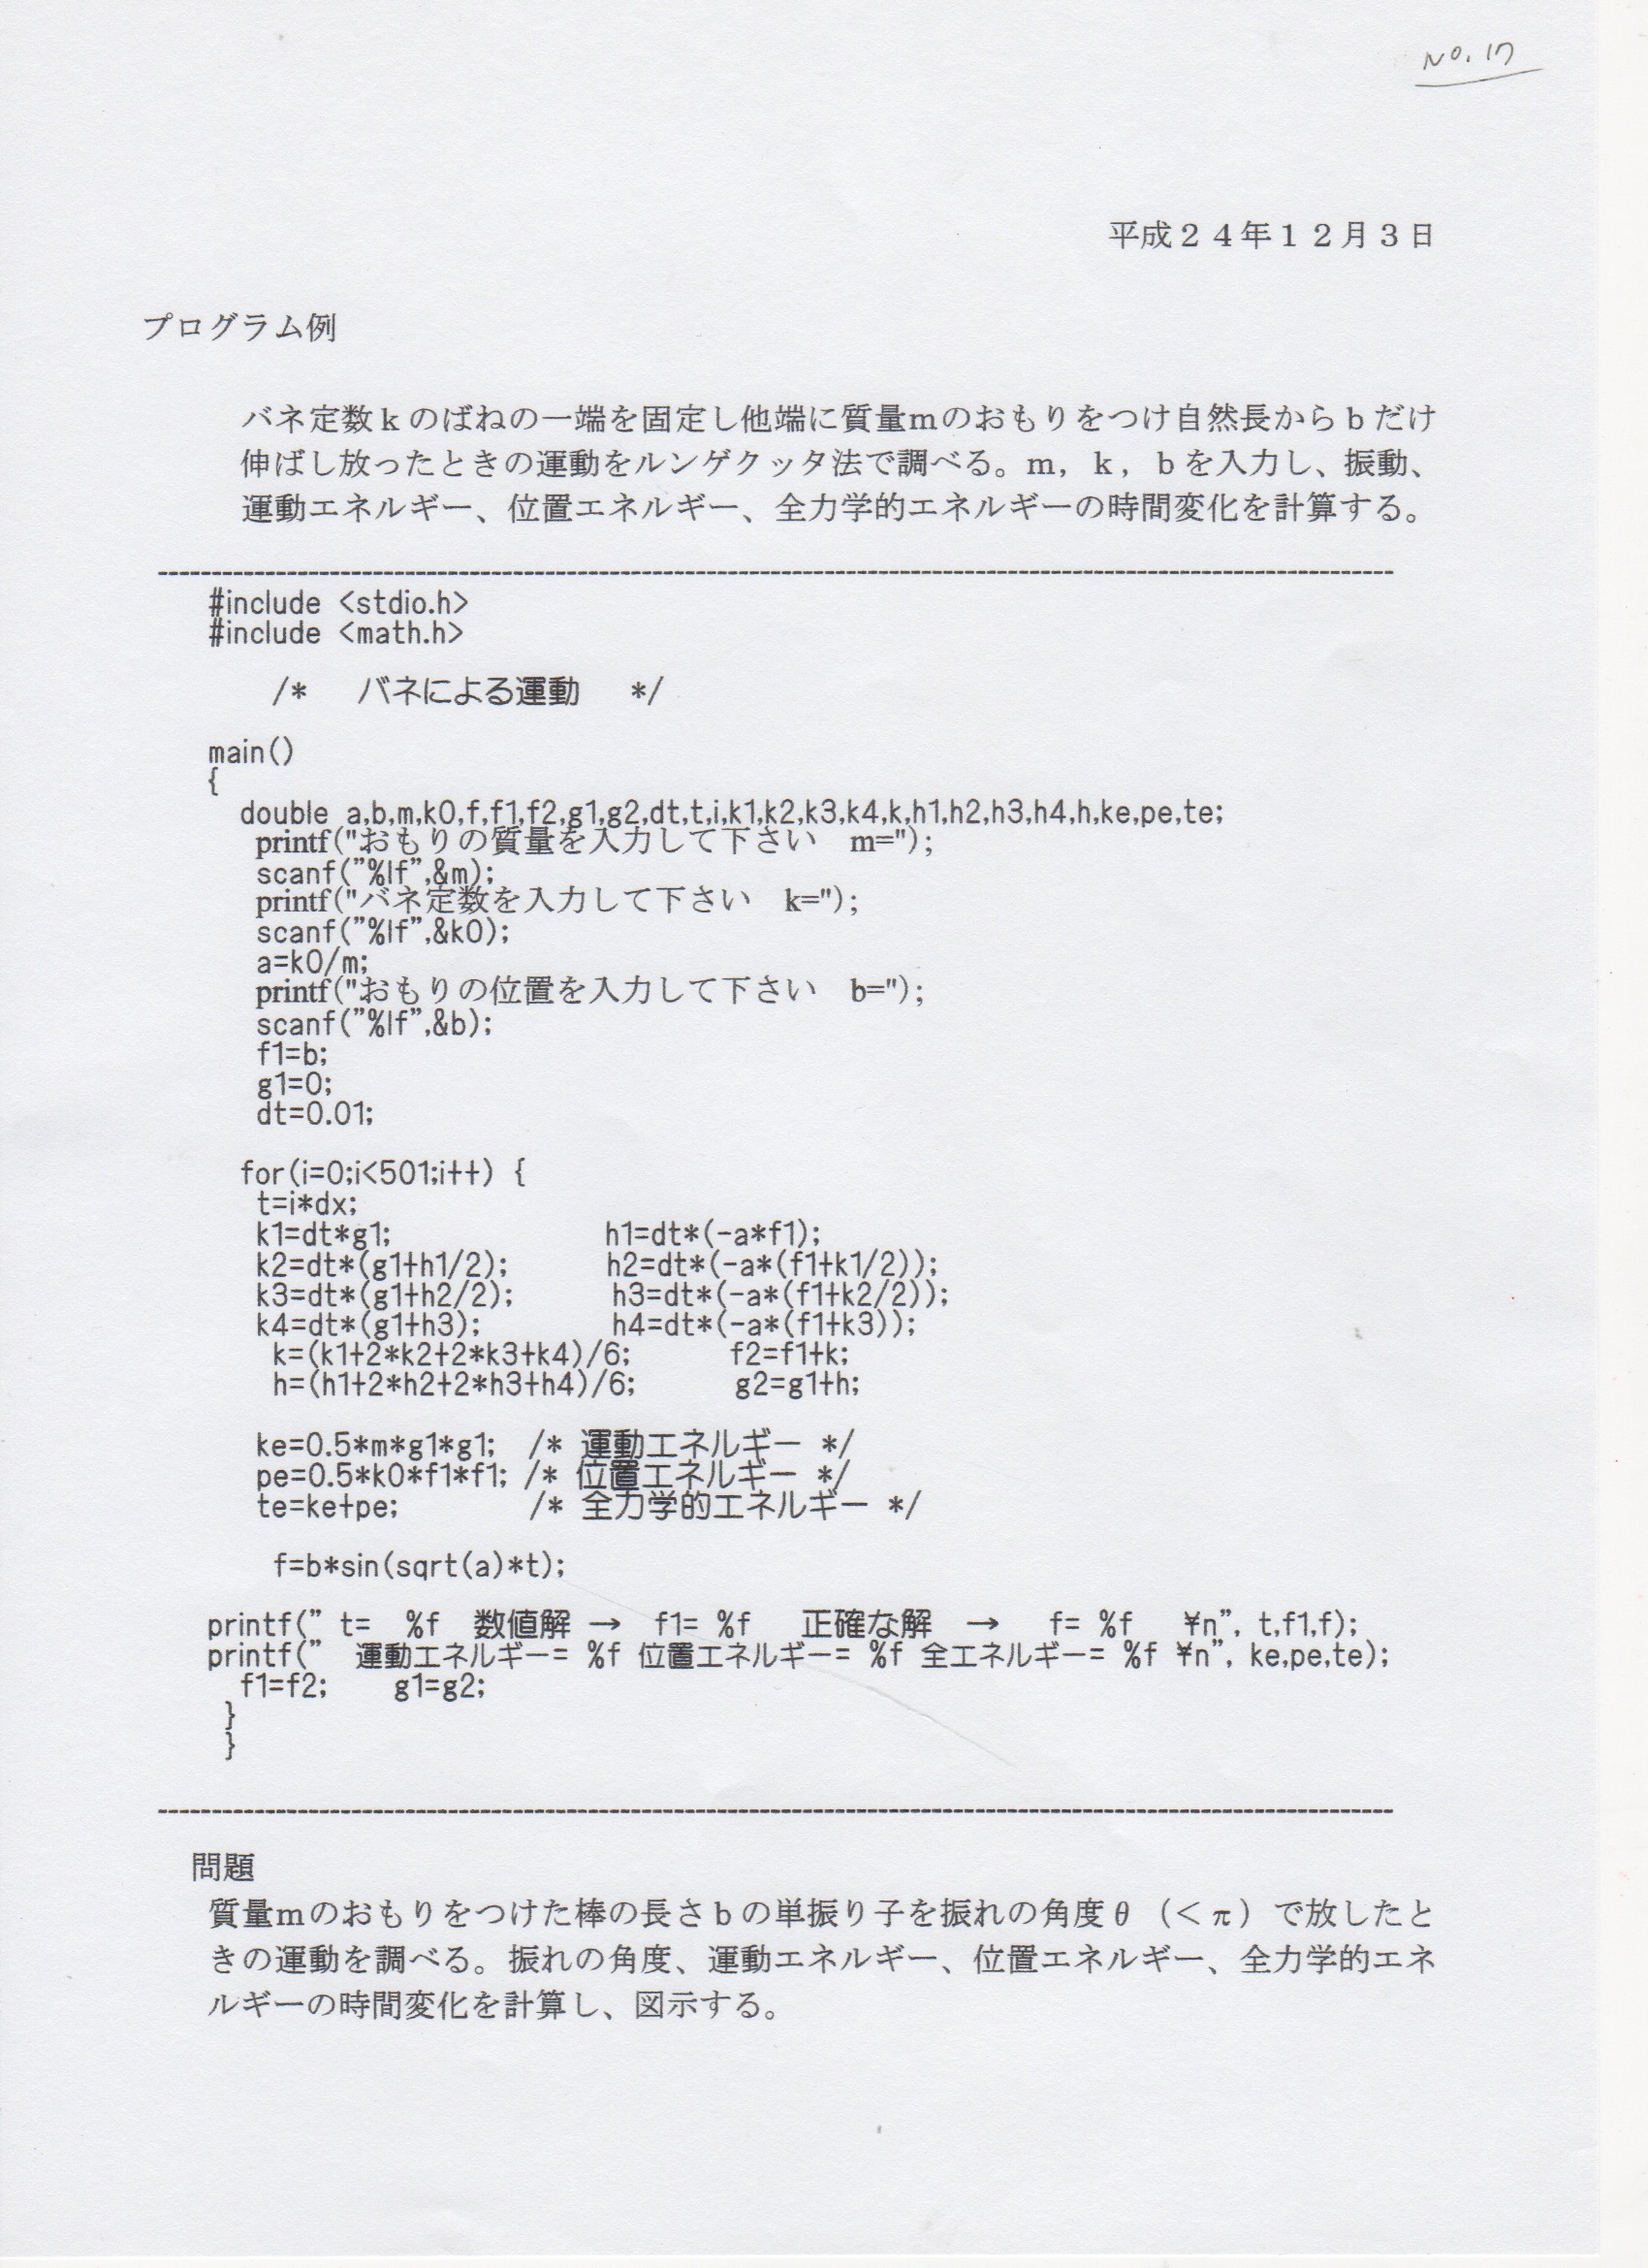 No. 17
平成２４年１２月３日
プログラム例
バネ定数ｋのばねの一端を固定し他端に質量mのおもりをつけ自然長からｂだけ
伸ばし放ったときの運動をルンゲクッタ法で調べる。ｍ，ｋ，ｂを入力し、振動、
運動エネルギー、位置エネルギー、全力学的エネルギーの時間変化を計算する。
#include <stdio.h>
#include <math.h>
/*　バネによる運動　*/
main()
{
double a,b,m,k0,f,f1,f2,g1,g2,dt,t,i,k1,k2,k3,k4,k,h1,h2,h3,h4,h,ke,pe,te;
printf("おもりの質量を入力して下さい　m=");
scanf("%lf",&m);
printf("バネ定数を入力して下さい　k=");
scanf("%lf",&k0);
a=k0/m;
printf("おもりの位置を入力して下さい　b=");
scanf("%lf",&b);
f1=b;
g1=0;
dt=0.01;
for(i=0;i<501;i++) {
t=i*dx;
k1=dt*g1; h1=dt*(-a*f1);
k2=dt*(g1+h1/2); h2=dt*(-a*(f1+k1/2));
k3=dt*(g1+h2/2); h3=dt*(-a*(f1+k2/2));
k4=dt*(g1+h3); h4=dt*(-a*(f1+k3));
k=(k1+2*k2+2*k3+k4)/6; f2=f1+k;
h=(h1+2*h2+2*h3+h4)/6; g2=g1+h;
ke=0.5*m*g1*g1; /* 運動エネルギー */
pe=0.5*k0*f1*f1; /* 位置エネルギー */
te=ke+pe; /* 全力学的エネルギー */
f=b*sin(sqrt(a)*t);
printf(" t= %f 数値解 → f1= %f 正確な解 → f= %f ¥n", t,f1,f);
printf(" 運動エネルギー= %f 位置エネルギー= %f 全エネルギー= %f ¥n", ke,pe,te);
f1=f2; g1=g2;
}
}
問題
質量mのおもりをつけた棒の長さｂの単振り子を振れの角度θ（＜π）で放したと
きの運動を調べる。振れの角度、運動エネルギー、位置エネルギー、全力学的エネ
ルギーの時間変化を計算し、図示する。